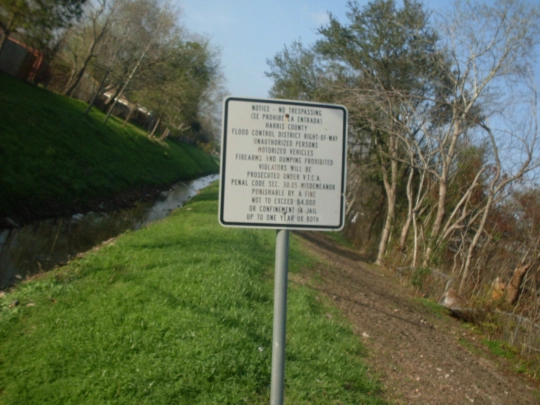 NOTICE - NO TRESPASSING
(SE PROHIBE LA ENTRADA)
HARRIS COUNTY
FLOOD CONTROL DISTRICT RIGHT-OF-WAY
UNAUTHORIZED PERSONS
MOTORIZED VEHICLES
FIREARMS AND DUMPING PROHIBITED
VIOLATORS WILL BE
PROSECUTED UNDER V.T.C.A.
PENAL CODE SEC. 30.05 MISDEMEANOR
PUNISHABLE BY A FINE
NOT TO EXCEED $4,000
OR CONFINEMENT IN JAIL
UP TO ONE YEAR OR BOTH